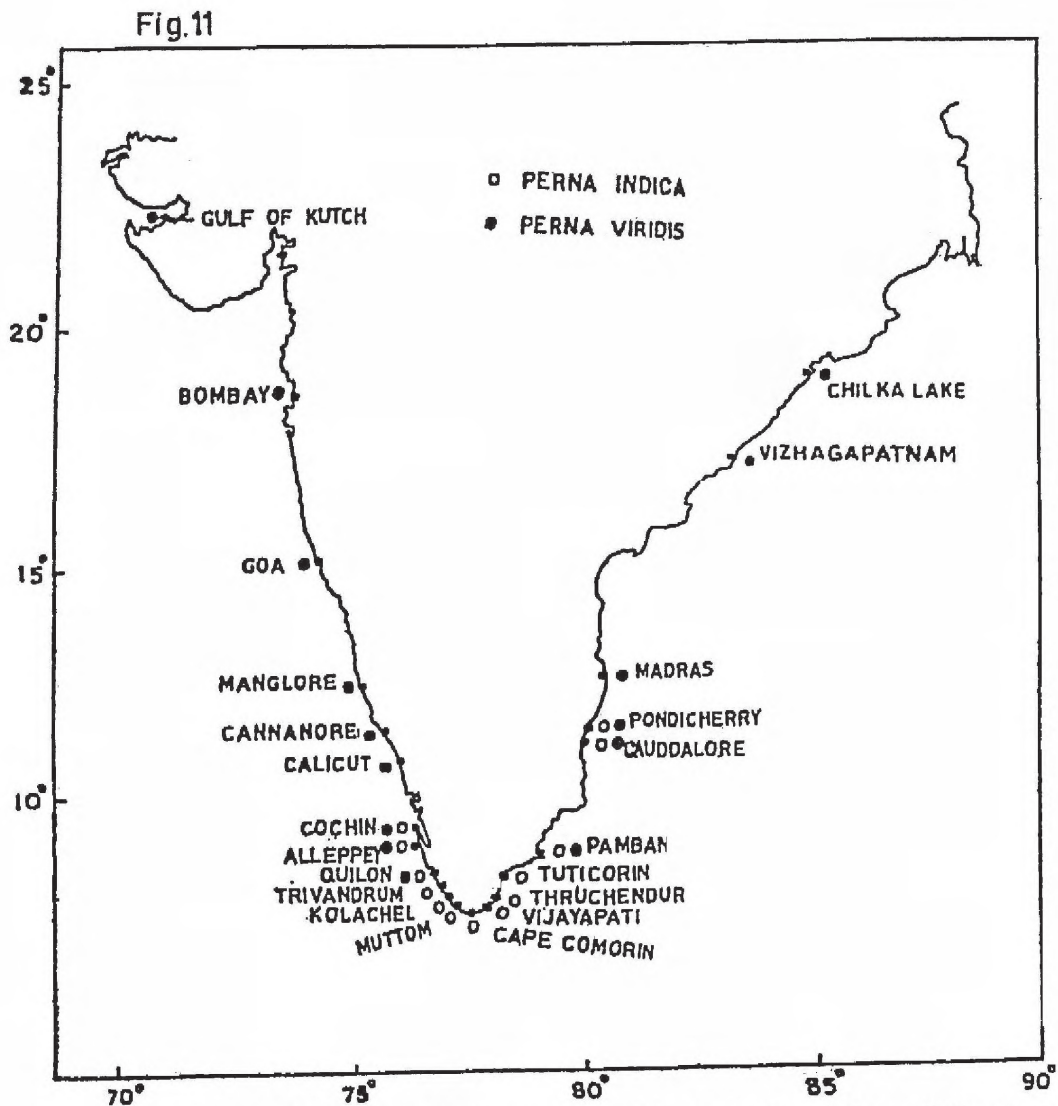 Fig.11
25°
20°
15°
10°
○ PERNA INDICA
● PERNA VIRIDIS
GULF OF KUTCH
BOMBAY
GOA
MANGLORE
CANNANORE
CALICUT
COCHIN
ALLEPPEY
QUILON
TRIVANDRUM
KOLACHEL
MUTTOM
CAPE COMORIN
VIJAYAPATI
THRUCHENDUR
TUTICORIN
PAMBAN
CAUDDALORE
PONDICHERRY
MADRAS
VIZHAGAPATNAM
CHILKA LAKE
70° 75° 80° 85° 90°